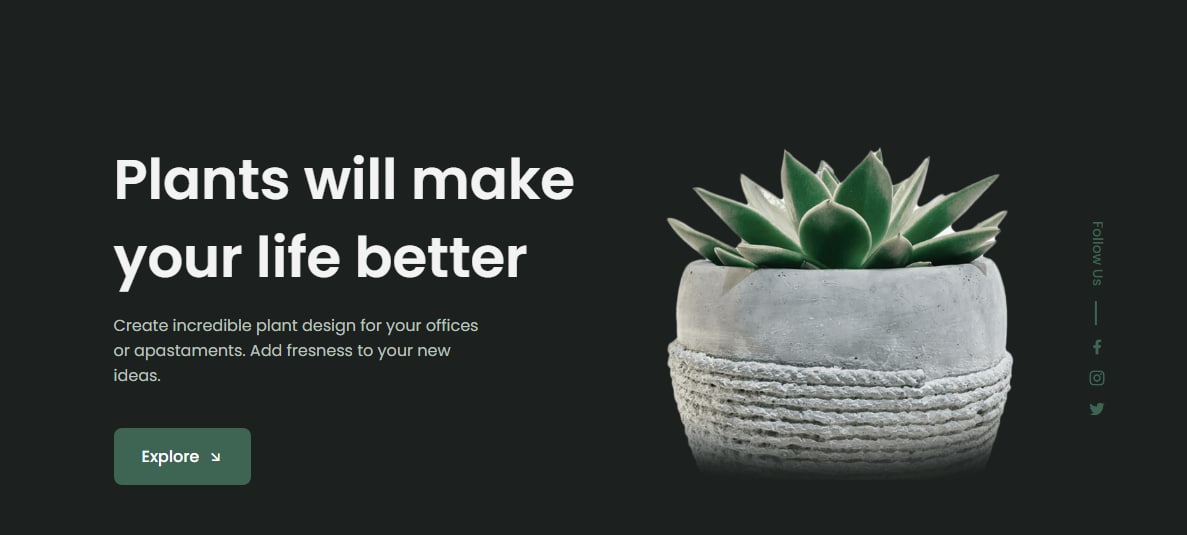 Plants will make
your life better
Create incredible plant design for your offices
or apastaments. Add fresness to your new
ideas.
Explore
Follow Us